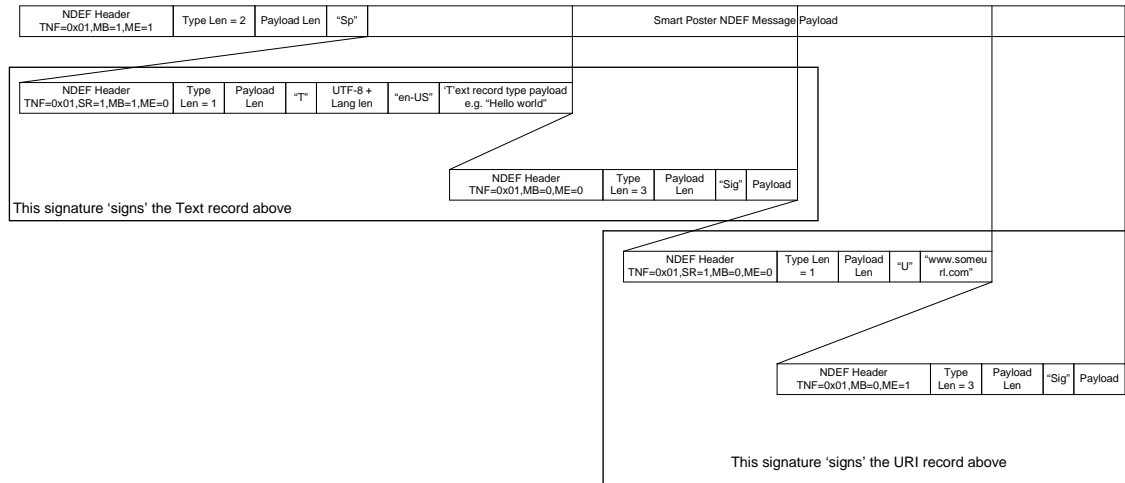 NDEF Header
TNF=0x01,MB=1,ME=1
Type Len = 2
Payload Len
“Sp”
Smart Poster NDEF Message Payload
NDEF Header
TNF=0x01,SR=1,MB=1,ME=0
Type
Len = 1
Payload
Len
“T”
UTF-8 +
Lang len
“en-US”
‘T’ext record type payload
e.g. “Hello world”
NDEF Header
TNF=0x01,MB=0,ME=0
Type
Len = 3
Payload
Len
“Sig”
Payload
This signature ‘signs’ the Text record above
NDEF Header
TNF=0x01,SR=1,MB=0,ME=0
Type Len
= 1
Payload
Len
“U”
“www.someu
rl.com”
NDEF Header
TNF=0x01,MB=0,ME=1
Type
Len = 3
Payload
Len
“Sig”
Payload
This signature ‘signs’ the URI record above